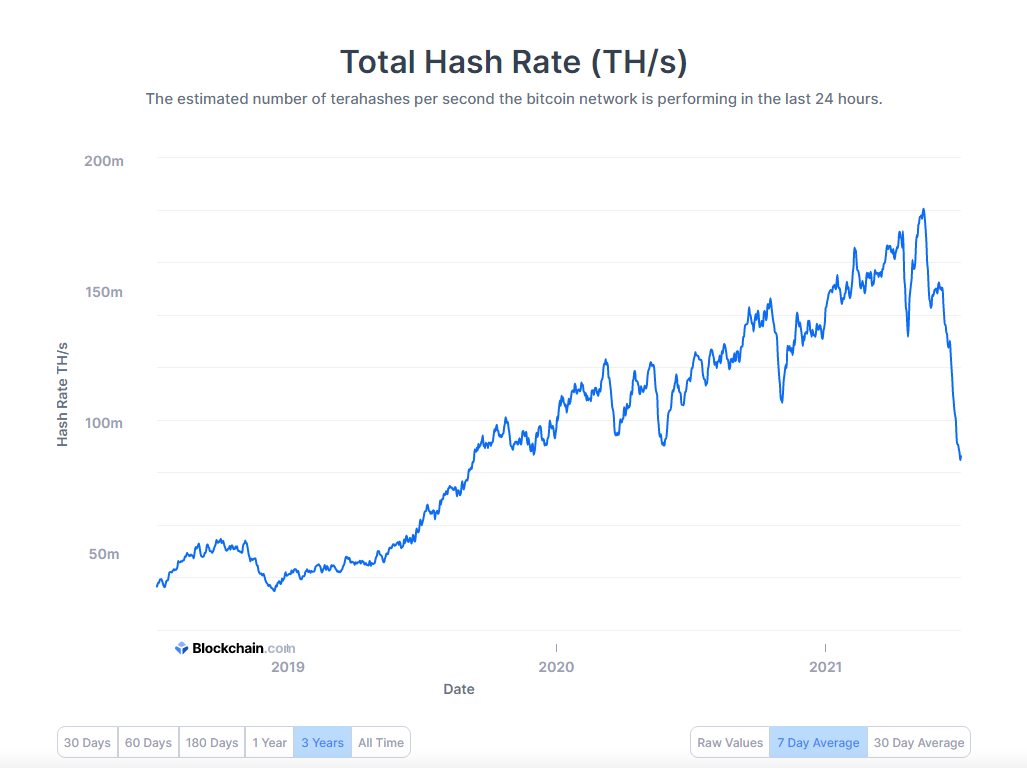 Total Hash Rate (TH/s)
The estimated number of terahashes per second the bitcoin network is performing in the last 24 hours.
200m
150m
100m
50m
Hash Rate TH/s
Blockchain.com
2019
2020
2021
Date
30 Days
60 Days
180 Days
1 Year
3 Years
All Time
Raw Values
7 Day Average
30 Day Average